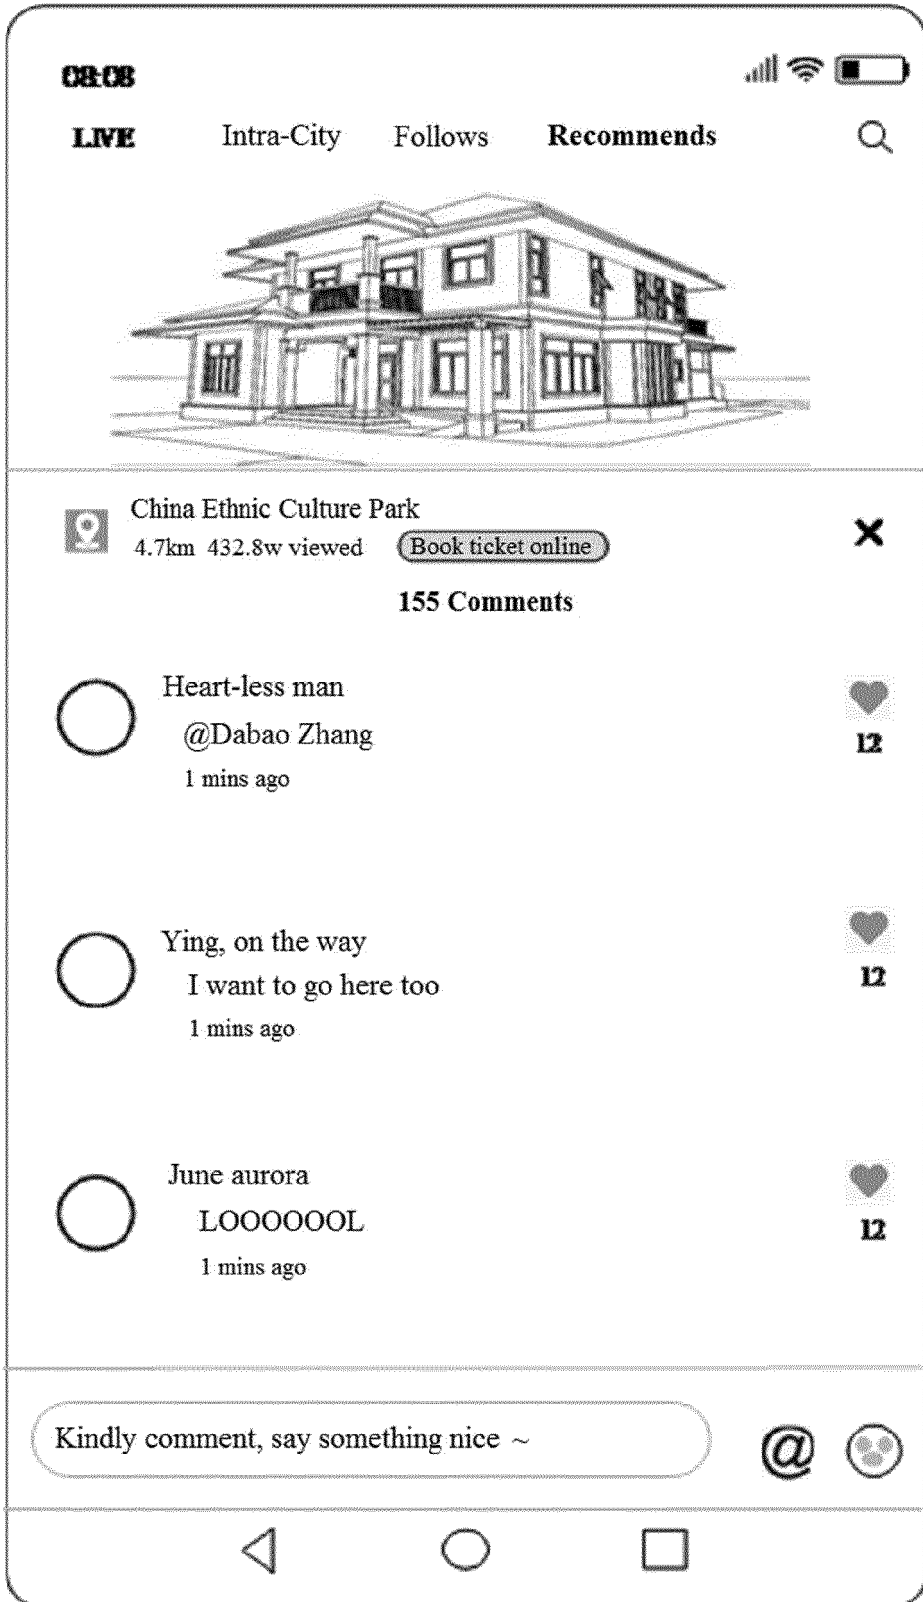 08:08
LIVE Intra-City Follows Recommends
China Ethnic Culture Park
4.7km 432.8w viewed Book ticket online
155 Comments
Heart-less man
@Dabao Zhang
12
1 mins ago
Ying, on the way
I want to go here too
12
1 mins ago
June aurora
LOOOOOOL
12
1 mins ago
Kindly comment, say something nice ~
@